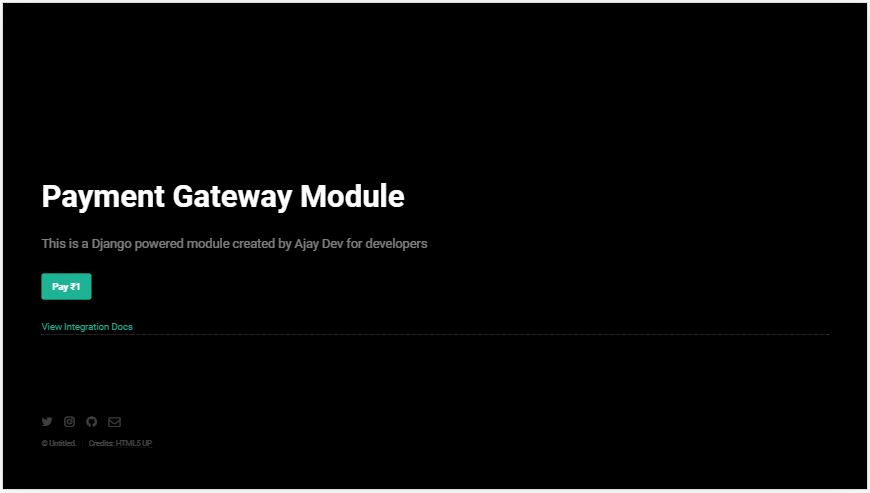 Payment Gateway Module
This is a Django powered module created by Ajay Dev for developers
Pay ₹1
View Integration Docs
© Untitled. Credits: HTML5 UP